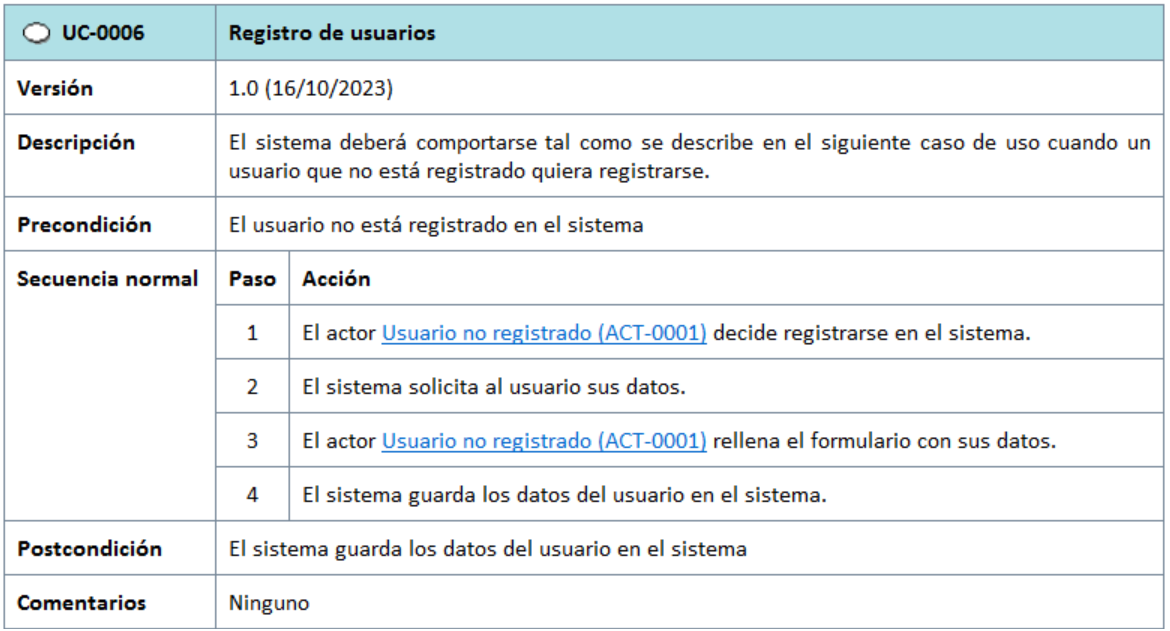 UC-0006 Registro de usuarios
Versión 1.0 (16/10/2023)
Descripción El sistema deberá comportarse tal como se describe en el siguiente caso de uso cuando un
usuario que no está registrado quiera registrarse.
Precondición El usuario no está registrado en el sistema
Secuencia normal Paso Acción
1 El actor Usuario no registrado (ACT-0001) decide registrarse en el sistema.
2 El sistema solicita al usuario sus datos.
3 El actor Usuario no registrado (ACT-0001) rellena el formulario con sus datos.
4 El sistema guarda los datos del usuario en el sistema.
Postcondición El sistema guarda los datos del usuario en el sistema
Comentarios Ninguno